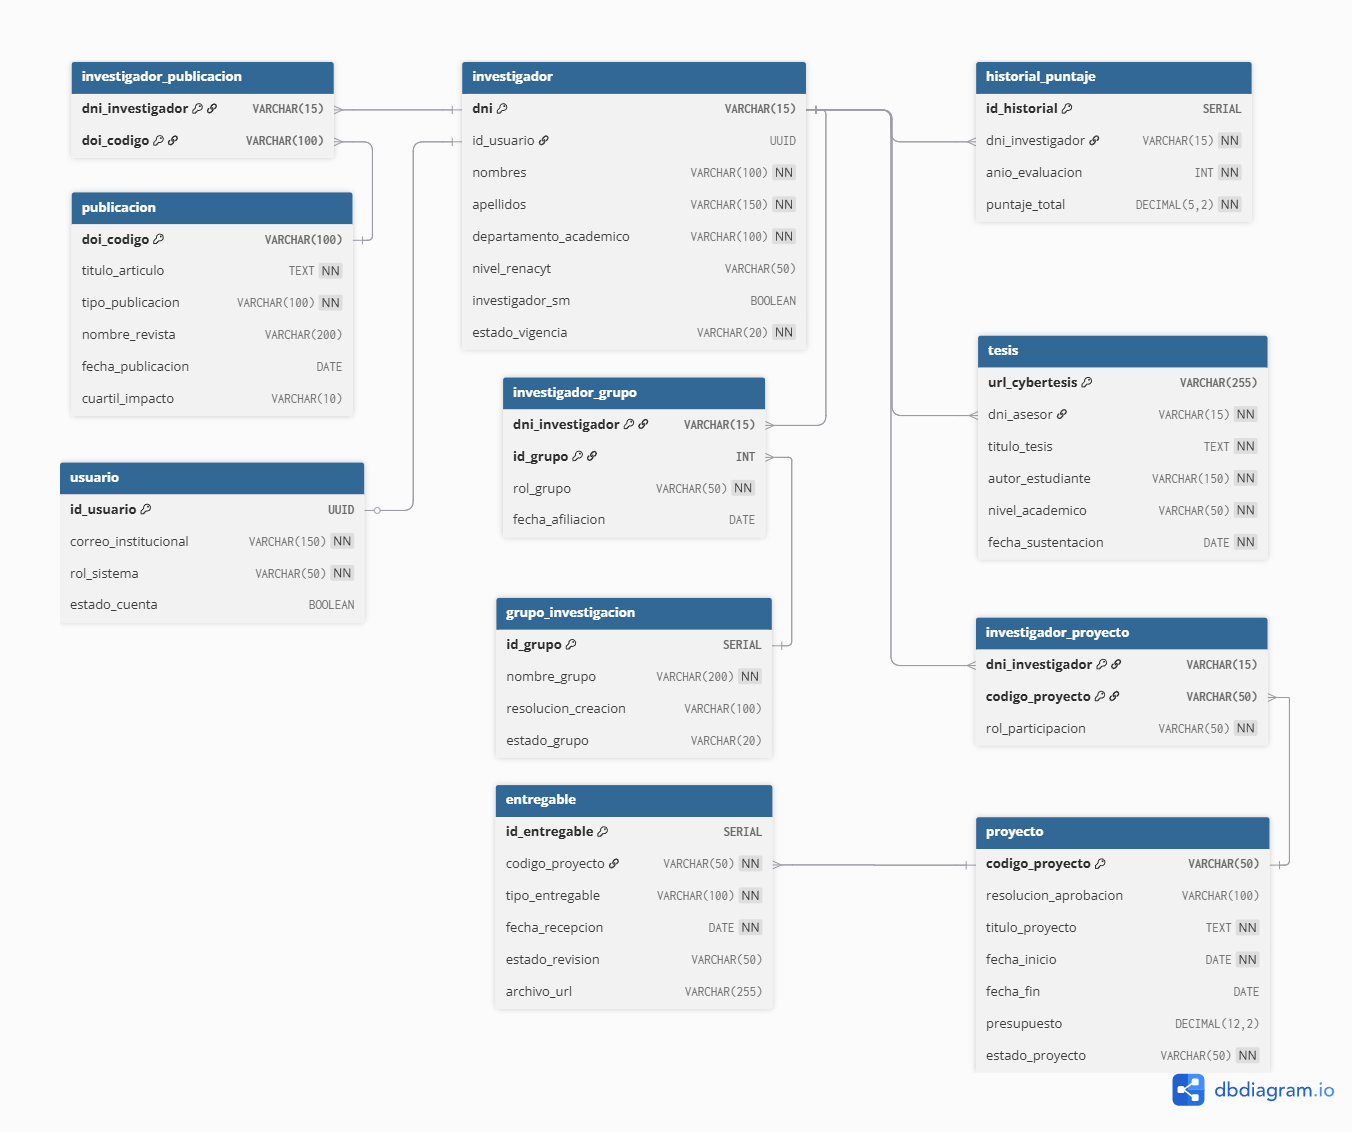 investigador_publicacion
dni_investigador VARCHAR(15)
doi_codigo VARCHAR(100)
publicacion
doi_codigo VARCHAR(100)
titulo_articulo TEXT NN
tipo_publicacion VARCHAR(100) NN
nombre_revista VARCHAR(200)
fecha_publicacion DATE
cuartil_impacto VARCHAR(10)
usuario
id_usuario UUID
correo_institucional VARCHAR(150) NN
rol_sistema VARCHAR(50) NN
estado_cuenta BOOLEAN
investigador
dni VARCHAR(15)
id_usuario UUID
nombres VARCHAR(100) NN
apellidos VARCHAR(150) NN
departamento_academico VARCHAR(100) NN
nivel_renacyt VARCHAR(50)
investigador_sm BOOLEAN
estado_vigencia VARCHAR(20) NN
investigador_grupo
dni_investigador VARCHAR(15)
id_grupo INT
rol_grupo VARCHAR(50) NN
fecha_afiliacion DATE
grupo_investigacion
id_grupo SERIAL
nombre_grupo VARCHAR(200) NN
resolucion_creacion VARCHAR(100)
estado_grupo VARCHAR(20)
entregable
id_entregable SERIAL
codigo_proyecto VARCHAR(50) NN
tipo_entregable VARCHAR(100) NN
fecha_recepcion DATE NN
estado_revision VARCHAR(50)
archivo_url VARCHAR(255)
historial_puntaje
id_historial SERIAL
dni_investigador VARCHAR(15) NN
anio_evaluacion INT NN
puntaje_total DECIMAL(5,2) NN
tesis
url_cybertesis VARCHAR(255)
dni_asesor VARCHAR(15) NN
titulo_tesis TEXT NN
autor_estudiante VARCHAR(150) NN
nivel_academico VARCHAR(50) NN
fecha_sustentacion DATE NN
investigador_proyecto
dni_investigador VARCHAR(15)
codigo_proyecto VARCHAR(50)
rol_participacion VARCHAR(50) NN
proyecto
codigo_proyecto VARCHAR(50)
resolucion_aprobacion VARCHAR(100)
titulo_proyecto TEXT NN
fecha_inicio DATE NN
fecha_fin DATE
presupuesto DECIMAL(12,2)
estado_proyecto VARCHAR(50) NN
dbdiagram.io